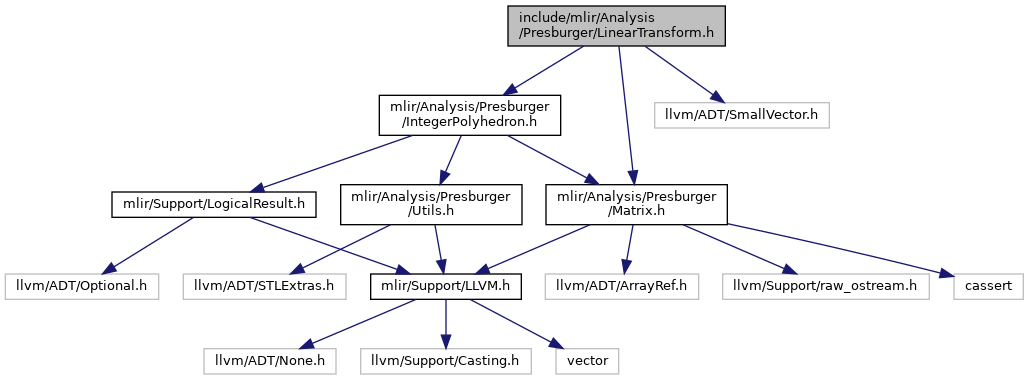 include/mlir/Analysis
/Presburger/LinearTransform.h
mlir/Analysis/Presburger
/IntegerPolyhedron.h
llvm/ADT/SmallVector.h
mlir/Support/LogicalResult.h
mlir/Analysis/Presburger
/Utils.h
mlir/Analysis/Presburger
/Matrix.h
llvm/ADT/Optional.h
llvm/ADT/STLExtras.h
mlir/Support/LLVM.h
llvm/ADT/ArrayRef.h
llvm/Support/raw_ostream.h
cassert
llvm/ADT/None.h
llvm/Support/Casting.h
vector